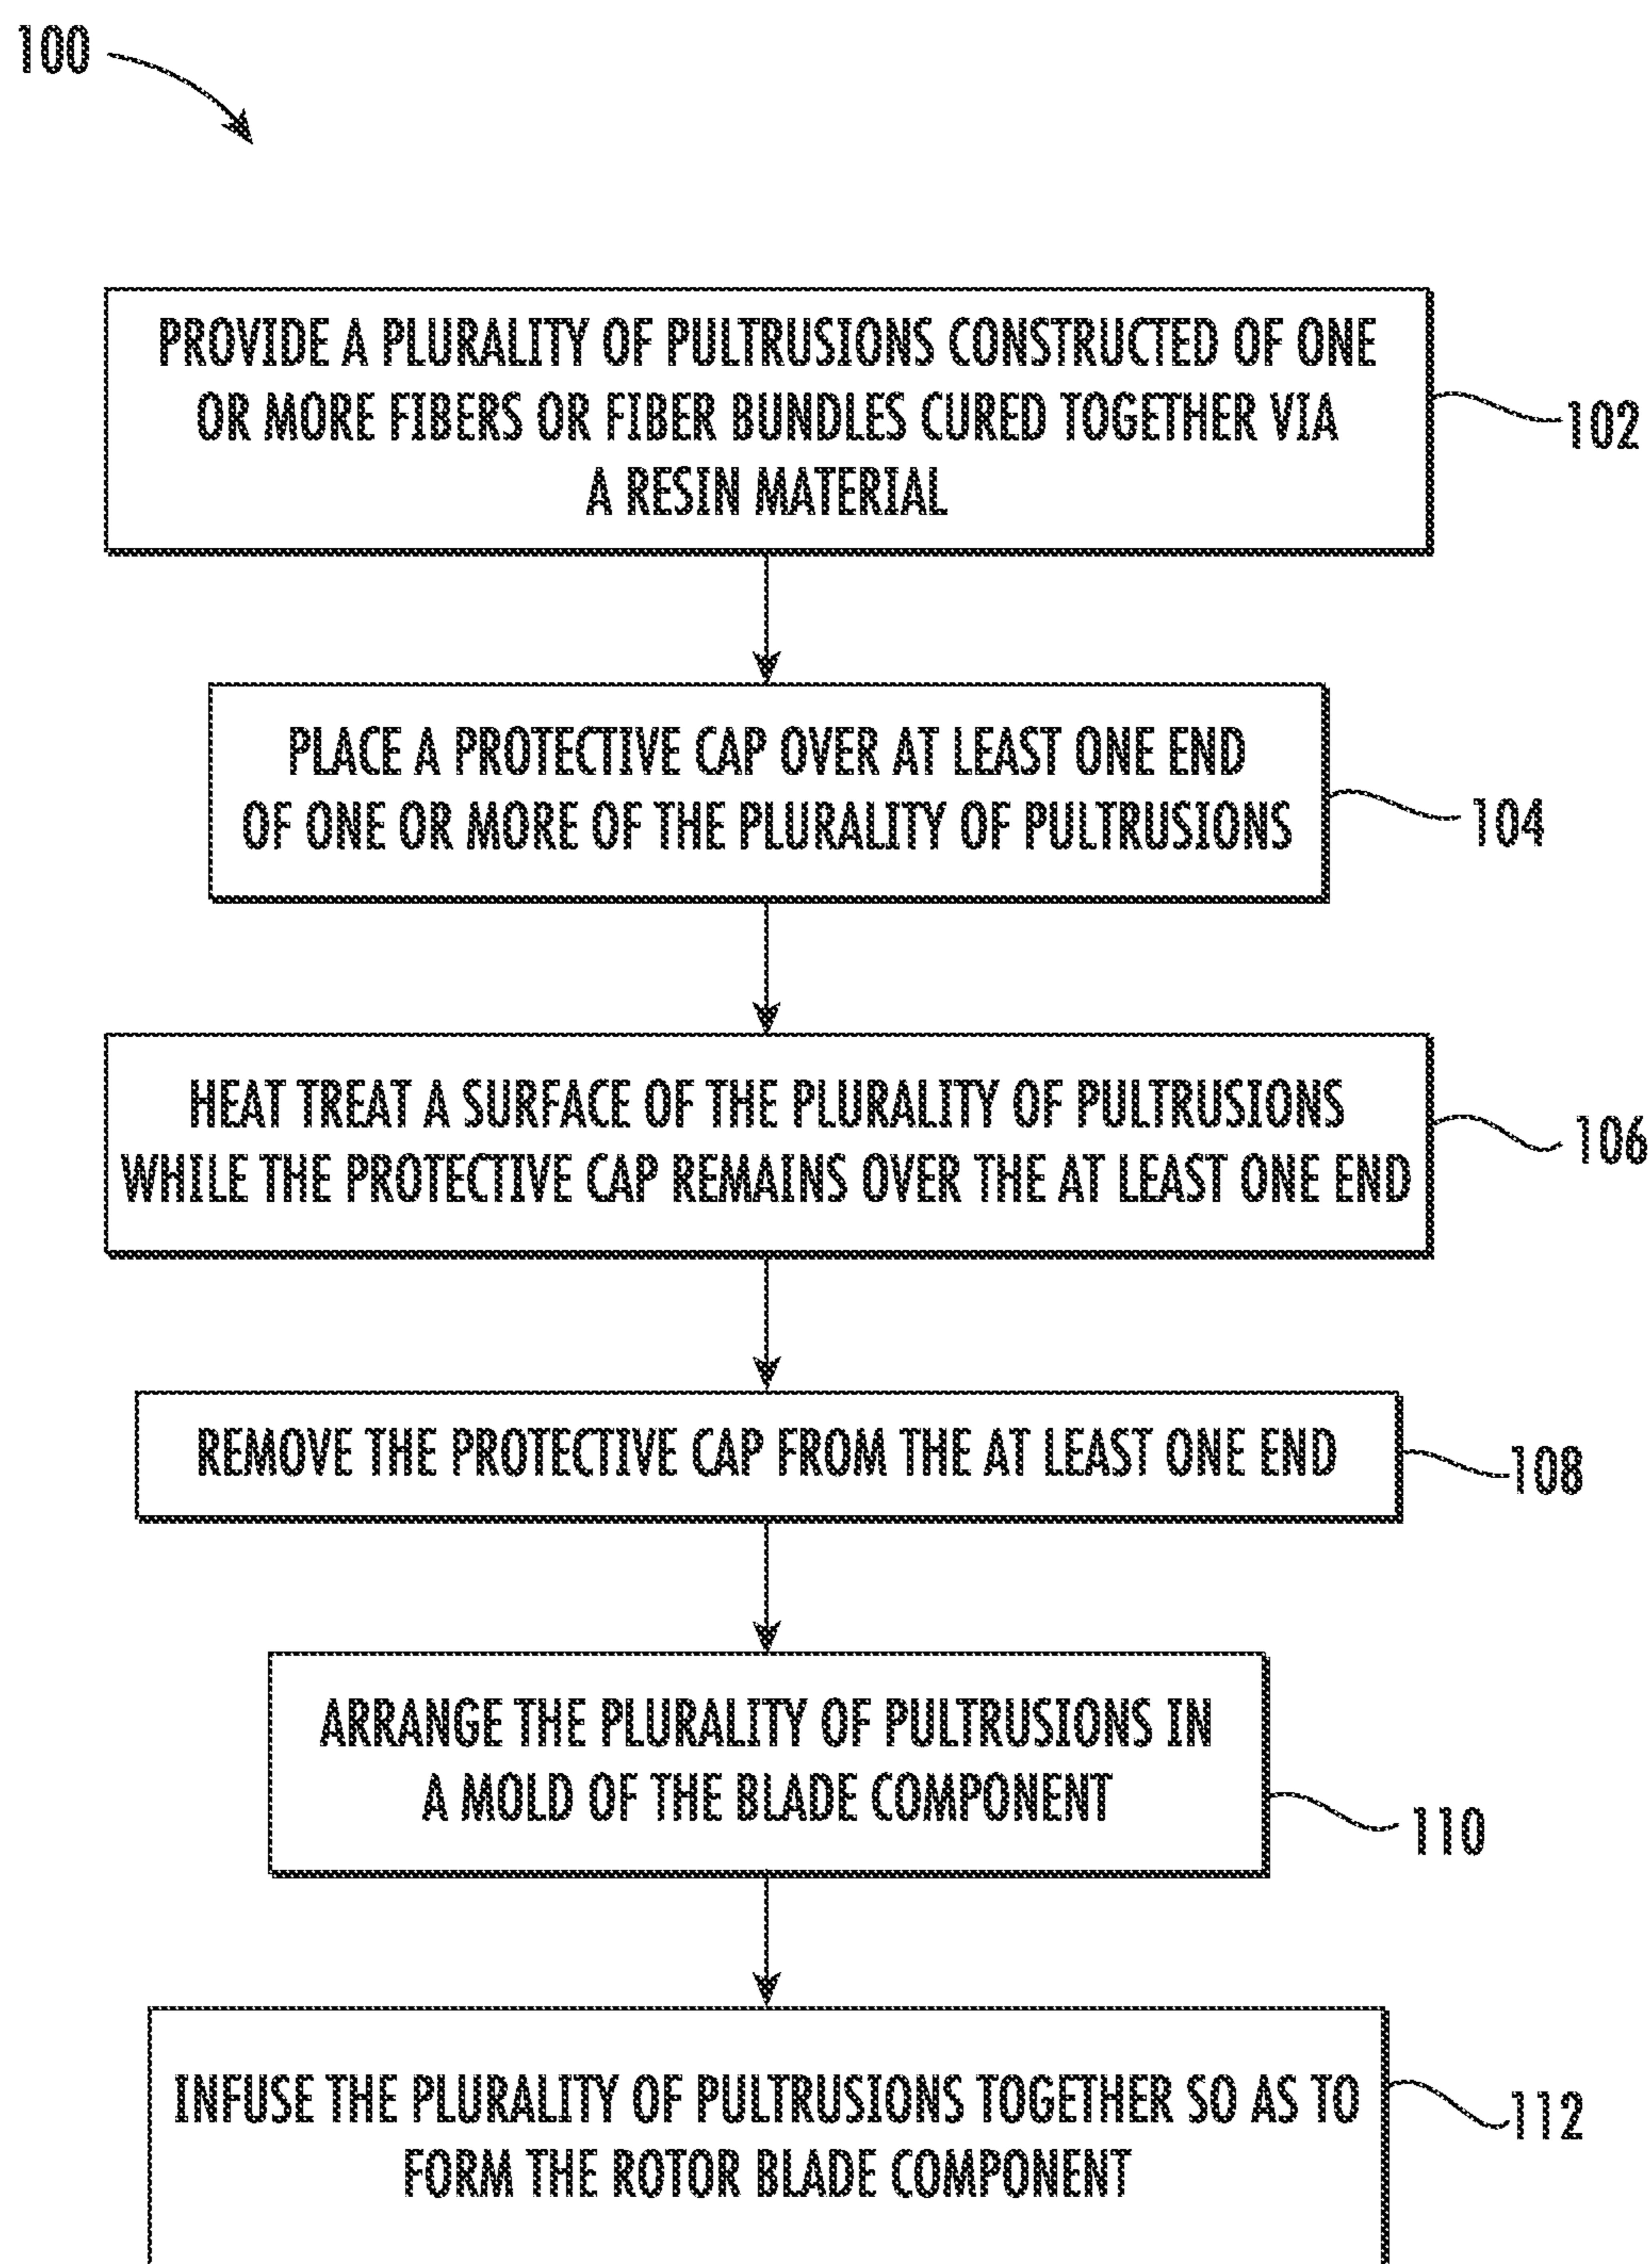 100
PROVIDE A PLURALITY OF PULTRUSIONS CONSTRUCTED OF ONE
OR MORE FIBERS OR FIBER BUNDLES CURED TOGETHER VIA
A RESIN MATERIAL
102
PLACE A PROTECTIVE CAP OVER AT LEAST ONE END
OF ONE OR MORE OF THE PLURALITY OF PULTRUSIONS
104
HEAT TREAT A SURFACE OF THE PLURALITY OF PULTRUSIONS
WHILE THE PROTECTIVE CAP REMAINS OVER THE AT LEAST ONE END
106
REMOVE THE PROTECTIVE CAP FROM THE AT LEAST ONE END
108
ARRANGE THE PLURALITY OF PULTRUSIONS IN
A MOLD OF THE BLADE COMPONENT
110
INFUSE THE PLURALITY OF PULTRUSIONS TOGETHER SO AS TO
FORM THE ROTOR BLADE COMPONENT
112